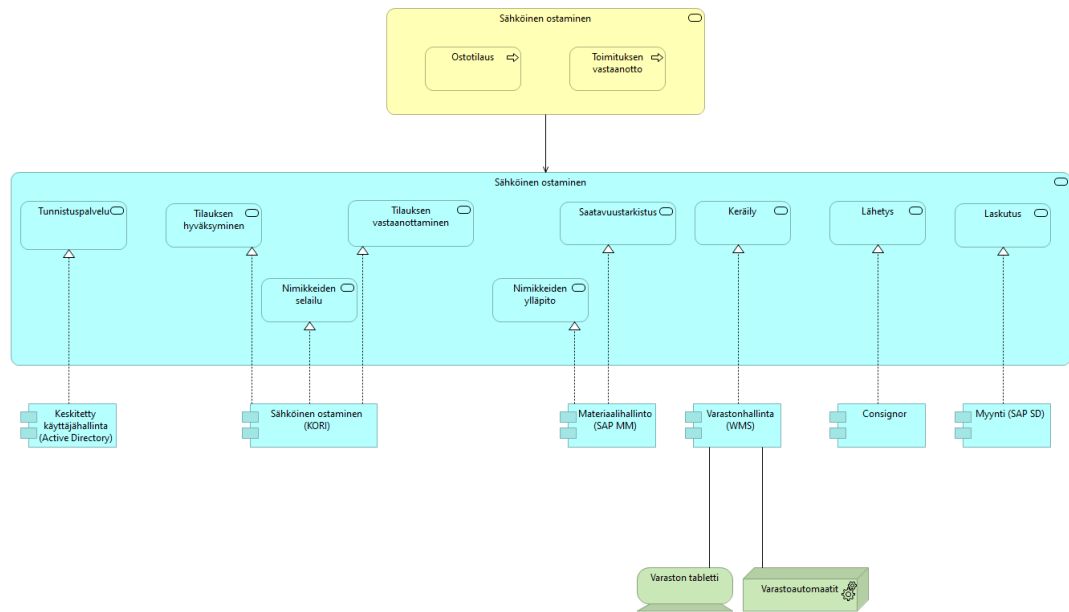 Sähköinen ostaminen
Ostotilaus
Toimituksen
vastaanotto
Sähköinen ostaminen
Tunnistuspalvelu
Tilauksen
hyväksyminen
Tilauksen
vastaanottaminen
Saatavuustarkistus
Keräily
Lähetys
Laskutus
Nimikkeiden
selailu
Nimikkeiden
ylläpito
Keskitetty
käyttäjähallinta
(Active Directory)
Sähköinen ostaminen
(KORI)
Materiaalihallinto
(SAP MM)
Varastonhallinta
(WMS)
Consignor
Myynti (SAP SD)
Varaston tabletti
Varastoautomaatit